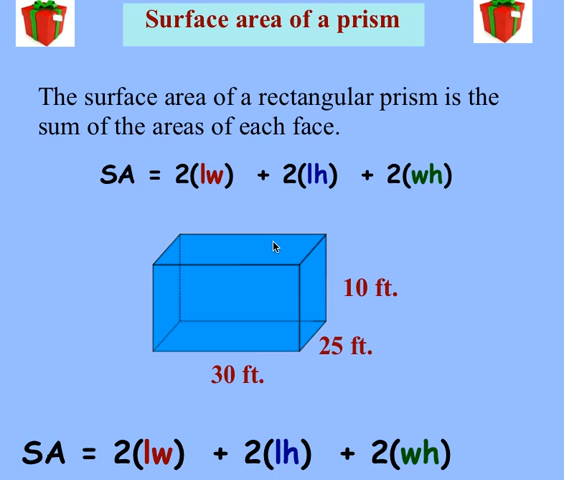 Surface area of a prism
The surface area of a rectangular prism is the
sum of the areas of each face.
SA = 2(lw) + 2(lh) + 2(wh)
10 ft.
25 ft.
30 ft.
SA = 2(lw) + 2(lh) + 2(wh)